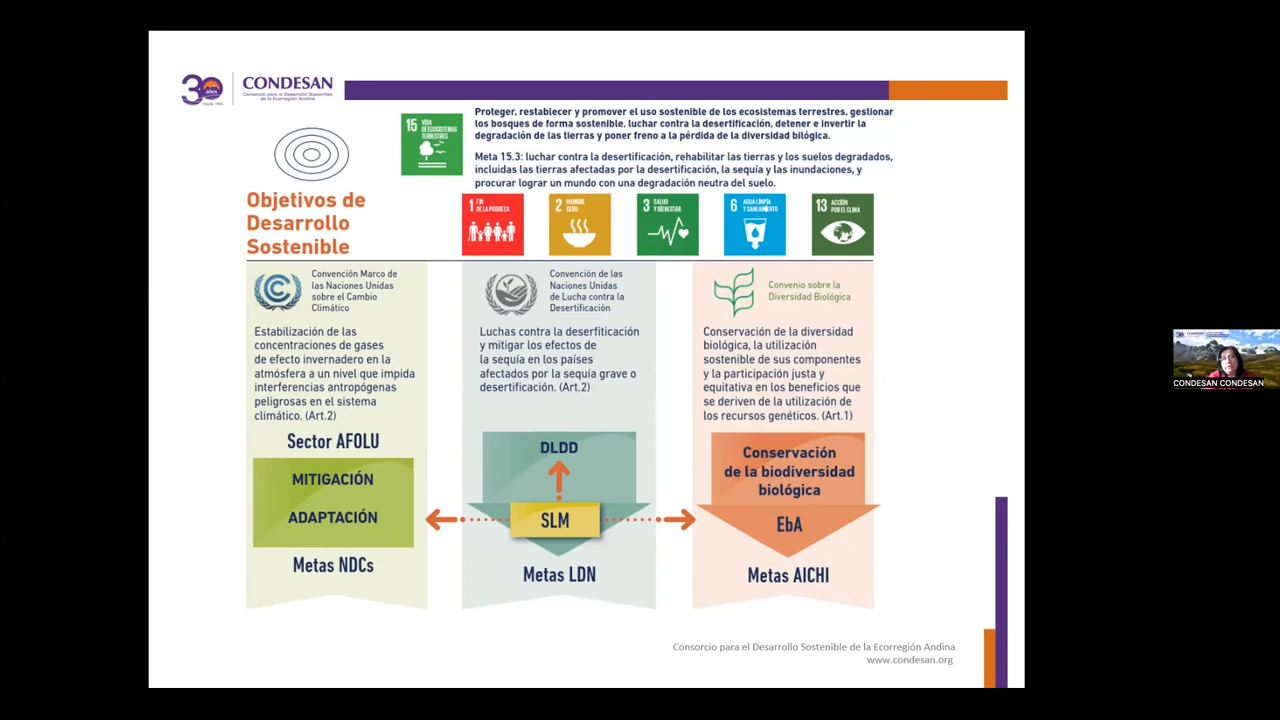 30 años
Desde 1993
CONDESAN
Consorcio para el Desarrollo Sostenible
de la Ecorregión Andina
15 VIDA
DE ECOSISTEMAS
TERRESTRES
Proteger, restablecer y promover el uso sostenible de los ecosistemas terrestres, gestionar
los bosques de forma sostenible, luchar contra la desertificación, detener e invertir la
degradación de las tierras y poner freno a la pérdida de la diversidad bilógica.
Meta 15.3: luchar contra la desertificación, rehabilitar las tierras y los suelos degradados,
incluidas las tierras afectadas por la desertificación, la sequía y las inundaciones, y
procurar lograr un mundo con una degradación neutra del suelo.
Objetivos de
Desarrollo
Sostenible
1 FIN
DE LA POBREZA
2 HAMBRE
CERO
3 SALUD
Y BIENESTAR
6 AGUA LIMPIA
Y SANEAMIENTO
13 ACCIÓN
POR EL CLIMA
Convención Marco de
las Naciones Unidas
sobre el Cambio
Climático
Estabilización de las
concentraciones de gases
de efecto invernadero en la
atmósfera a un nivel que impida
interferencias antropógenas
peligrosas en el sistema
climático. (Art.2)
Sector AFOLU
MITIGACIÓN
ADAPTACIÓN
Metas NDCs
Convención de las
Naciones Unidas
de Lucha contra la
Desertificación
Luchas contra la deserfiticación
y mitigar los efectos de
la sequía en los países
afectados por la sequía grave o
desertificación. (Art.2)
DLDD
SLM
Metas LDN
Convenio sobre la
Diversidad Biológica
Conservación de la diversidad
biológica, la utilización
sostenible de sus componentes
y la participación justa y
equitativa en los beneficios que
se deriven de la utilización de
los recursos genéticos. (Art.1)
Conservación
de la biodiversidad
biológica
EbA
Metas AICHI
Consorcio para el Desarrollo Sostenible de la Ecorregión Andina
www.condesan.org
CONDESAN CONDESAN